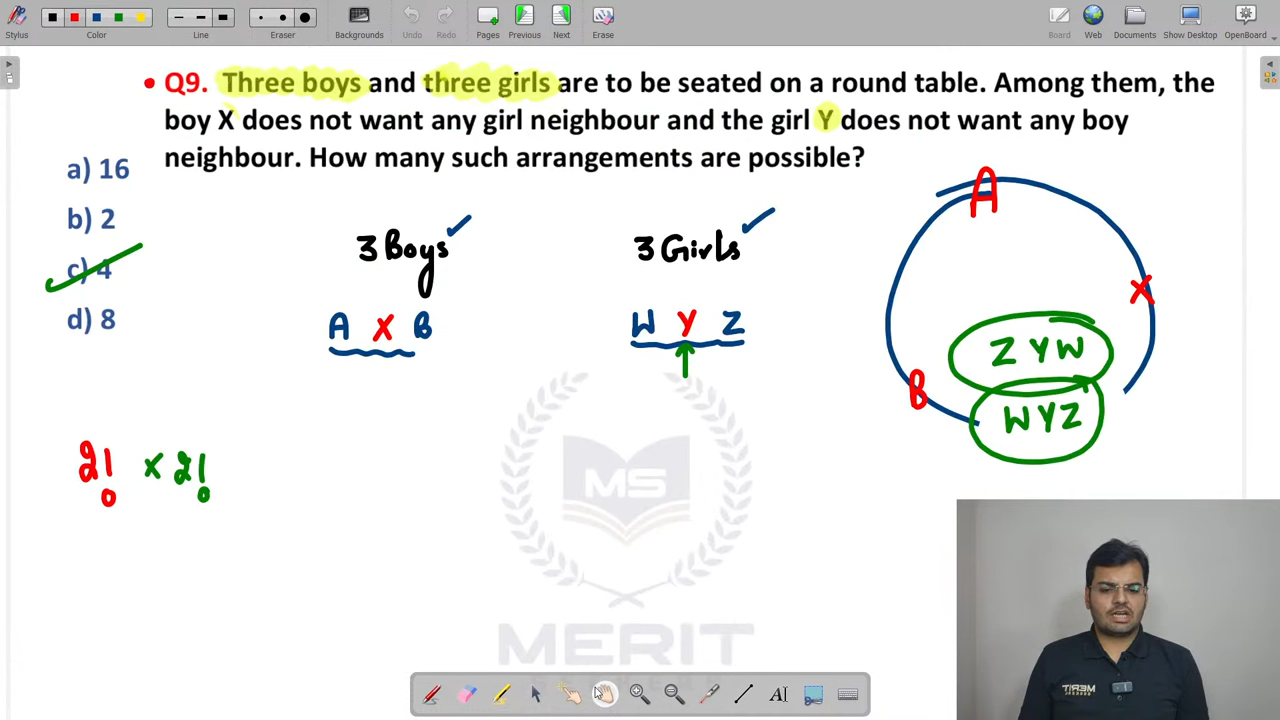 Stylus
Color
Line
Eraser
Backgrounds
Undo
Redo
Pages
Previous
Next
Erase
Board
Web
Documents
Show Desktop
OpenBoard
• Q9. Three boys and three girls are to be seated on a round table. Among them, the
boy X does not want any girl neighbour and the girl Y does not want any boy
neighbour. How many such arrangements are possible?
a) 16
b) 2
c) 4
d) 8
3 Boys
3 Girls
A X B
W Y Z
A
X
Z Y W
B
W Y Z
2! × 2!
MS
MERIT
MERIT